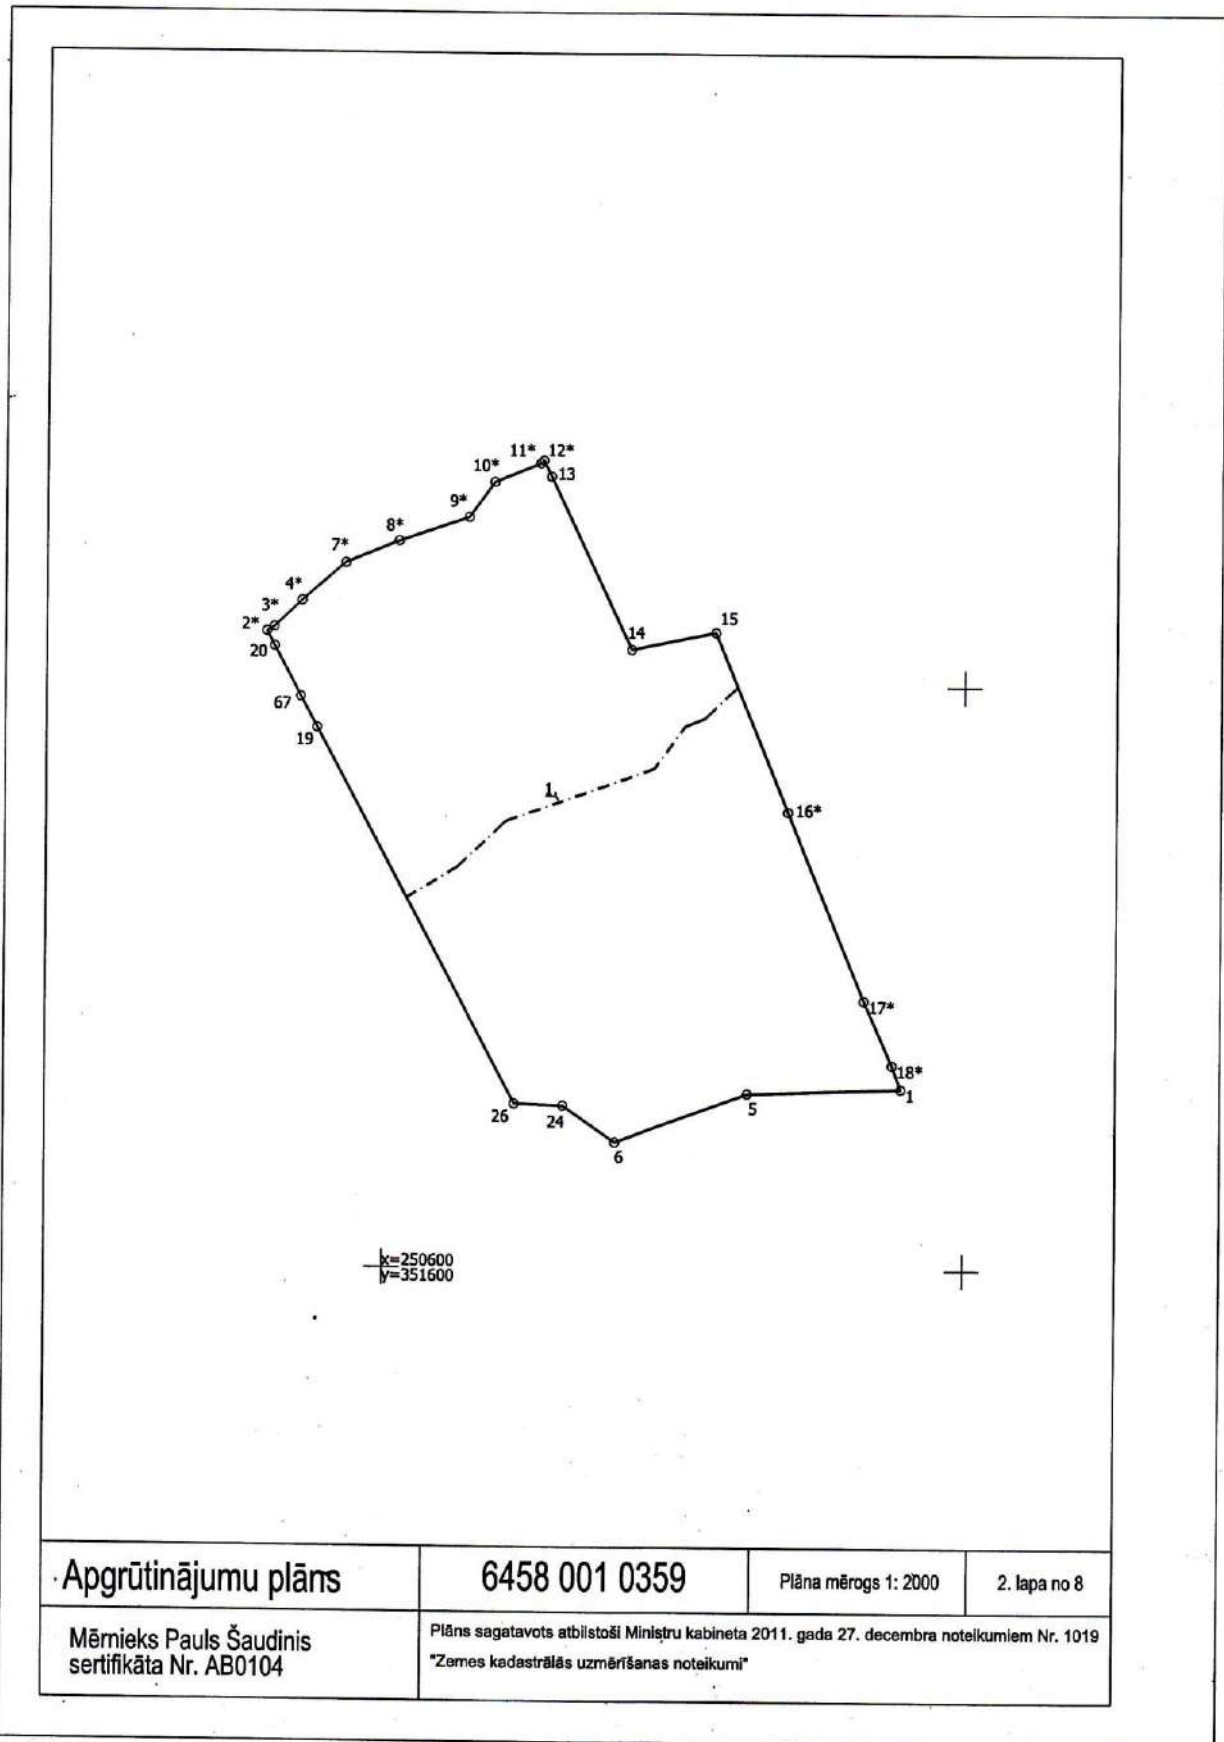 11*
12*
10*
13
9*
8*
7*
4*
3*
2*
20
14
15
67
19
1.
16*
17*
18*
1
26
24
5
6
x=250600
y=351600
Apgrūtinājumu plāns
6458 001 0359
Plāna mērogs 1: 2000
2. lapa no 8
Mērnieks Pauls Šaudinis
sertifikāta Nr. AB0104
Plāns sagatavots atbilstoši Ministru kabineta 2011. gada 27. decembra noteikumiem Nr. 1019
"Zemes kadastrālās uzmērīšanas noteikumi"